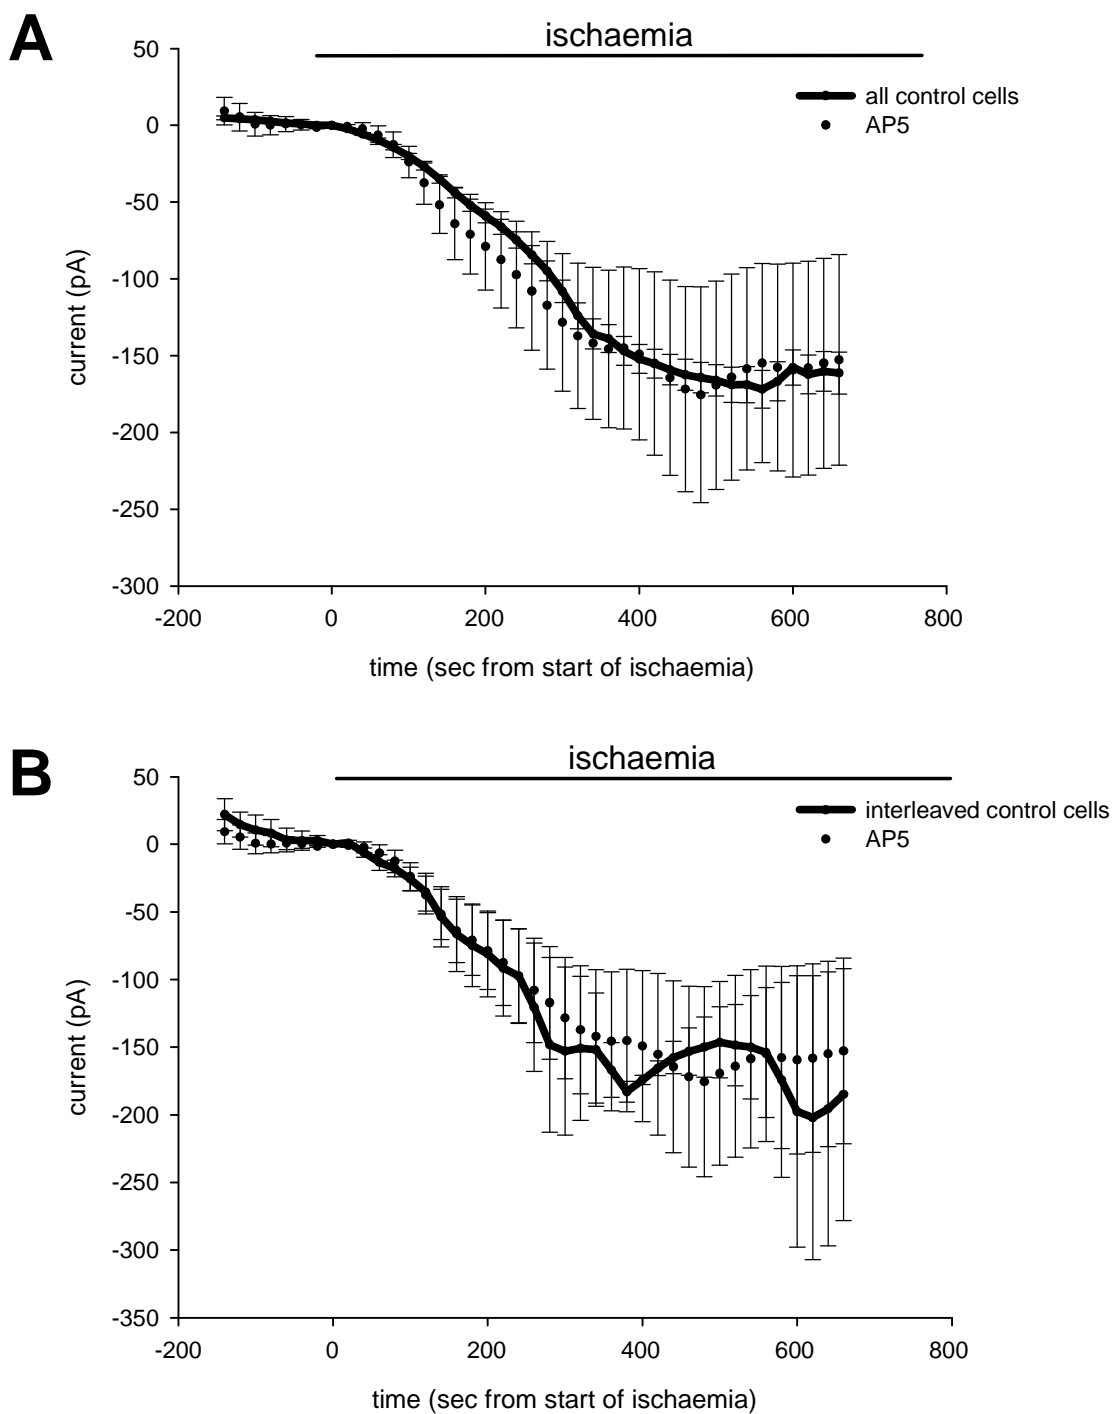 A
ischaemia
50
0
-50
-100
-150
-200
-250
-300
current (pA)
all control cells
AP5
-200 0 200 400 600 800
time (sec from start of ischaemia)
B
ischaemia
50
0
-50
-100
-150
-200
-250
-300
-350
current (pA)
interleaved control cells
AP5
-200 0 200 400 600 800
time (sec from start of ischaemia)